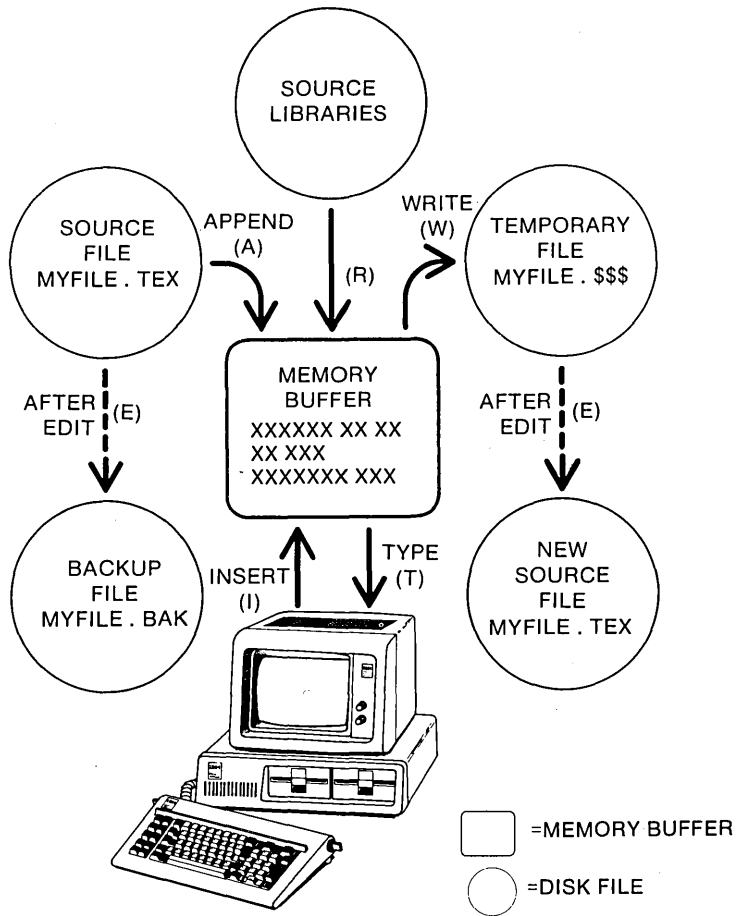 SOURCE
LIBRARIES
SOURCE
FILE
MYFILE . TEX
APPEND
(A)
(R)
WRITE
(W)
TEMPORARY
FILE
MYFILE . $$$
MEMORY
BUFFER
XXXXXX XX XX
XX XXX
XXXXXXX XXX
AFTER
EDIT
(E)
AFTER
EDIT
(E)
BACKUP
FILE
MYFILE . BAK
INSERT
(I)
TYPE
(T)
NEW
SOURCE
FILE
MYFILE . TEX
=MEMORY BUFFER
=DISK FILE